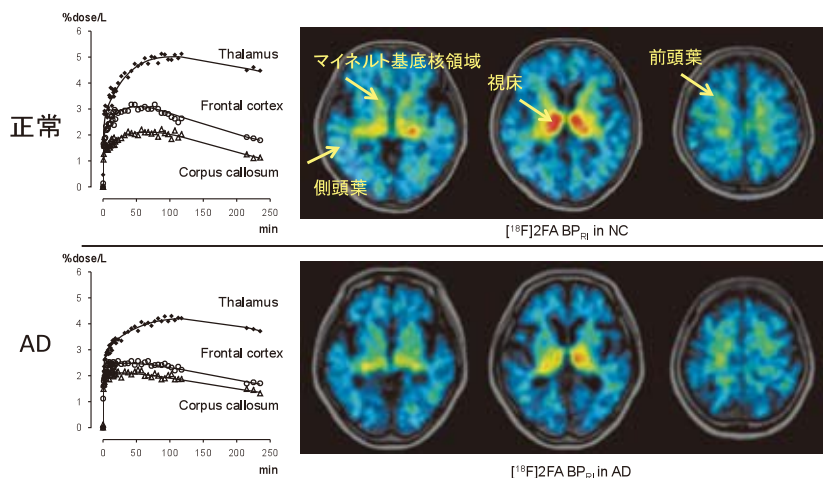 %dose/L
6
5
4
3
2
1
0
0 50 100 150 200 250
min
Thalamus
Frontal cortex
Corpus callosum
正常
マイネルト基底核領域
視床
前頭葉
側頭葉
[¹⁸F]2FA BP_RI in NC
%dose/L
6
5
4
3
2
1
0
0 50 100 150 200 250
min
Thalamus
Frontal cortex
Corpus callosum
AD
[¹⁸F]2FA BP_RI in AD